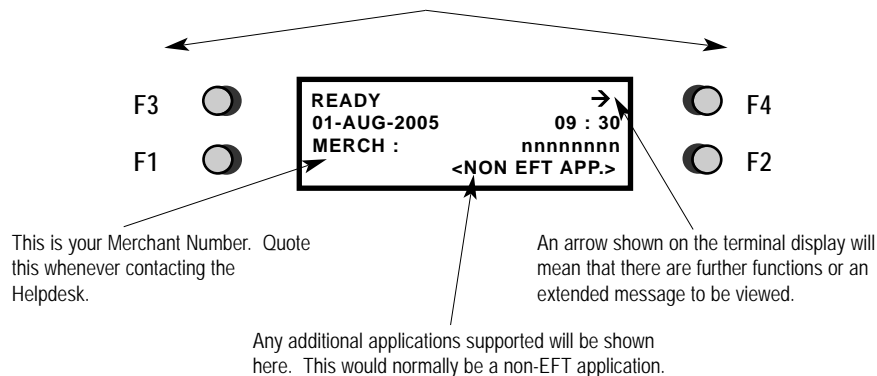 F3
F4
F1
F2
READY →
01-AUG-2005 09 : 30
MERCH : nnnnnnnn
<NON EFT APP.>
This is your Merchant Number. Quote
this whenever contacting the
Helpdesk.
An arrow shown on the terminal display will
mean that there are further functions or an
extended message to be viewed.
Any additional applications supported will be shown
here. This would normally be a non-EFT application.